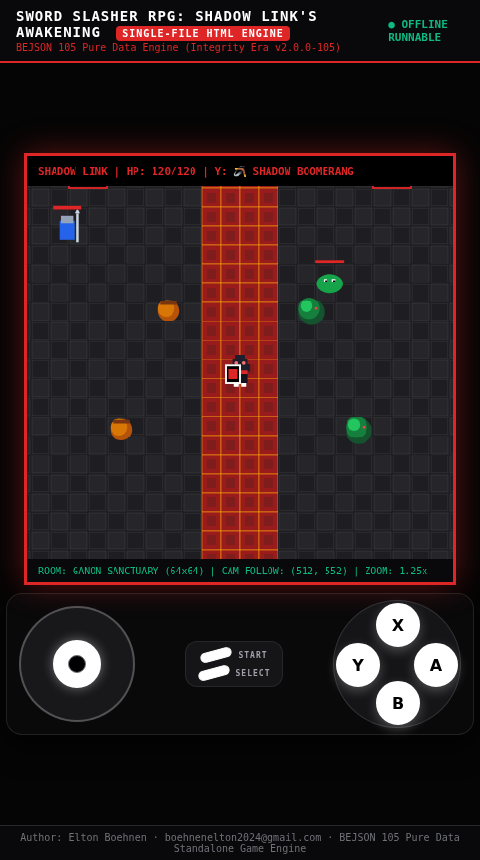 SWORD SLASHER RPG: SHADOW LINK'S
AWAKENING SINGLE-FILE HTML ENGINE
BEJSON 105 Pure Data Engine (Integrity Era v2.0.0-105)
● OFFLINE
RUNNABLE
SHADOW LINK | HP: 120/120 | Y: 🪃 SHADOW BOOMERANG
ROOM: GANON SANCTUARY (64x64) | CAM FOLLOW: (512, 552) | ZOOM: 1.25x
START
SELECT
X
Y
A
B
Author: Elton Boehnen · boehnenelton2024@gmail.com · BEJSON 105 Pure Data
Standalone Game Engine